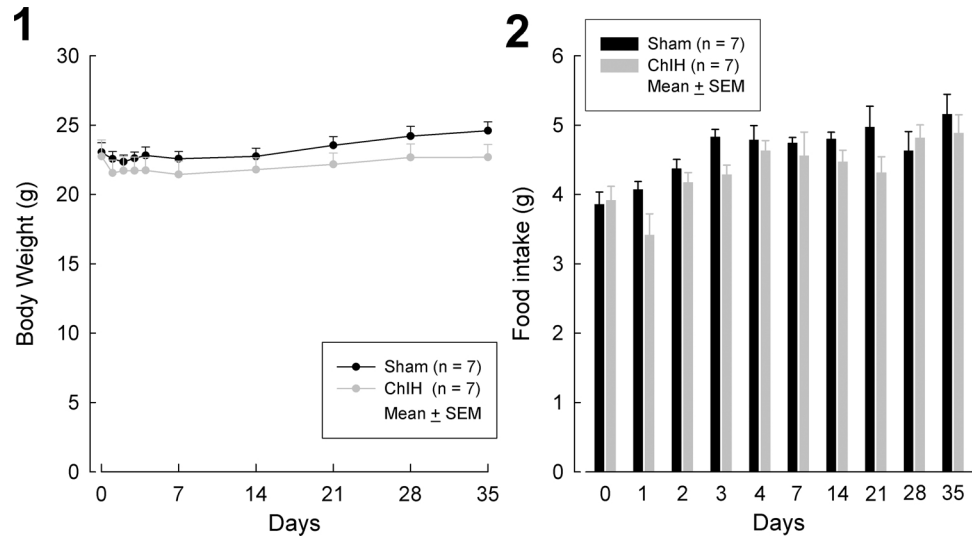 1
30
25
20
15
10
5
0
Body Weight (g)
Sham (n = 7)
ChIH (n = 7)
Mean ± SEM
0 7 14 21 28 35
Days
2
Sham (n = 7)
ChIH (n = 7)
Mean ± SEM
6
5
4
3
2
1
0
Food intake (g)
0 1 2 3 4 7 14 21 28 35
Days